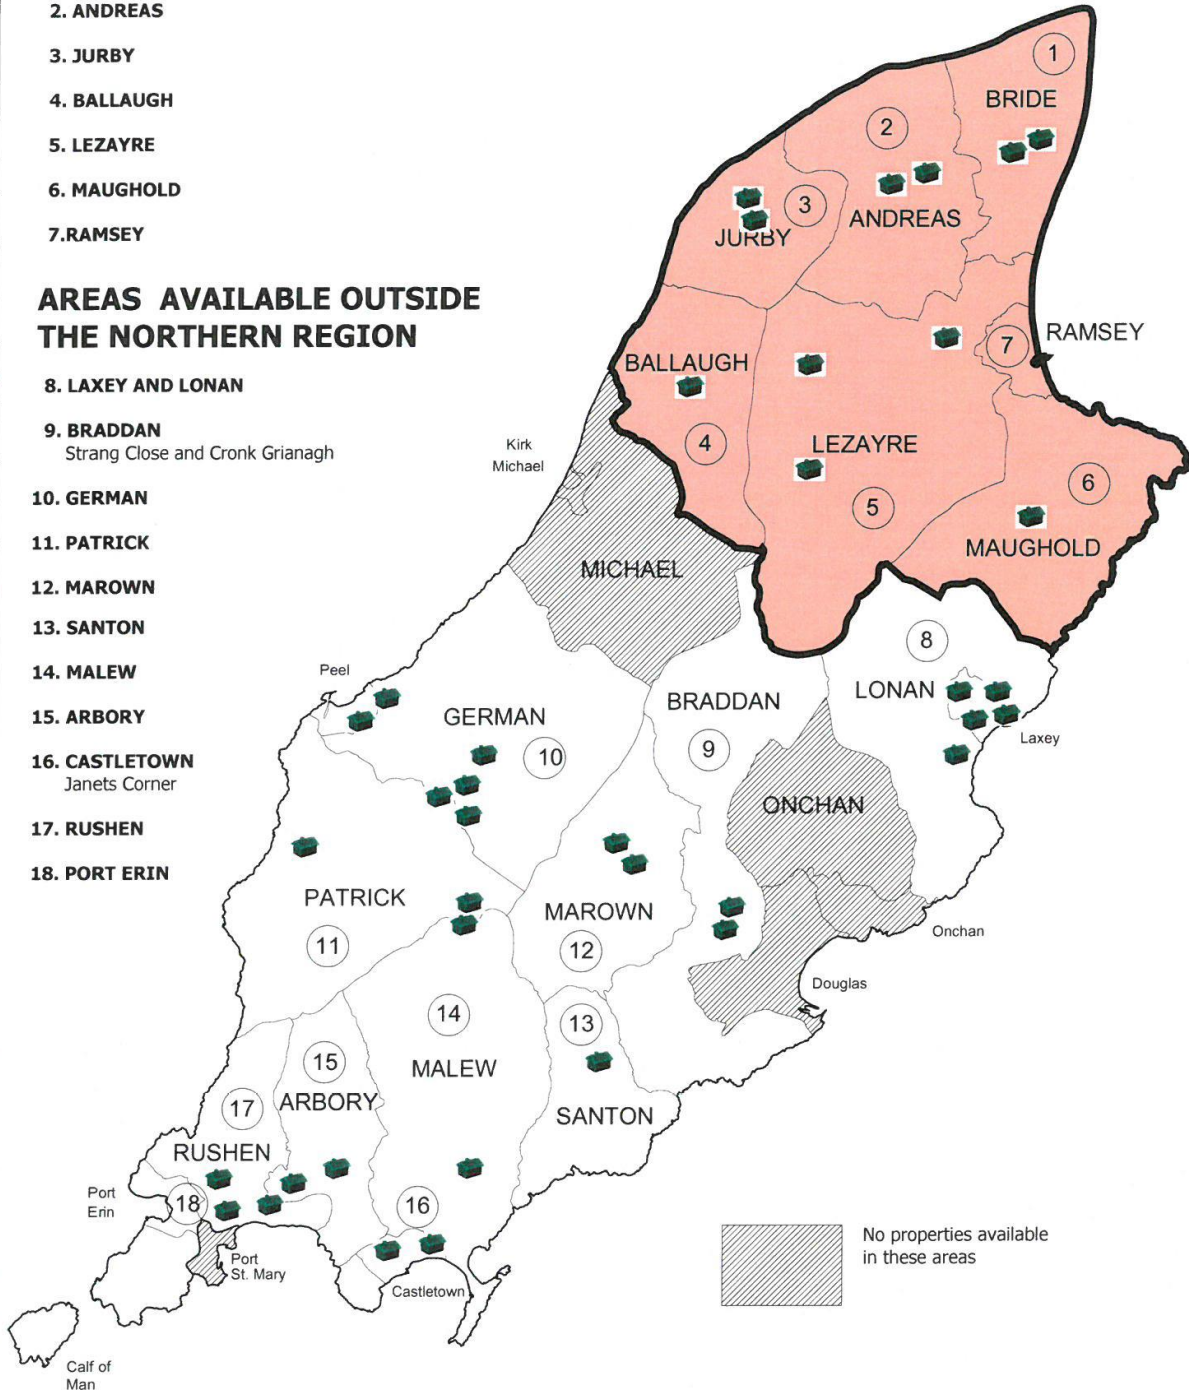 2. ANDREAS
3. JURBY
4. BALLAUGH
5. LEZAYRE
6. MAUGHOLD
7.RAMSEY
AREAS AVAILABLE OUTSIDE
THE NORTHERN REGION
8. LAXEY AND LONAN
9. BRADDAN
Strang Close and Cronk Grianagh
10. GERMAN
11. PATRICK
12. MAROWN
13. SANTON
14. MALEW
15. ARBORY
16. CASTLETOWN
Janets Corner
17. RUSHEN
18. PORT ERIN
1
BRIDE
2
ANDREAS
3
JURBY
RAMSEY
7
BALLAUGH
4
LEZAYRE
5
6
MAUGHOLD
Kirk
Michael
MICHAEL
8
LONAN
Laxey
Peel
GERMAN
10
BRADDAN
9
ONCHAN
PATRICK
11
MAROWN
12
Onchan
Douglas
14
MALEW
13
SANTON
15
ARBORY
17
RUSHEN
Port
Erin
18
16
Port
St. Mary
Castletown
Calf of
Man
No properties available
in these areas